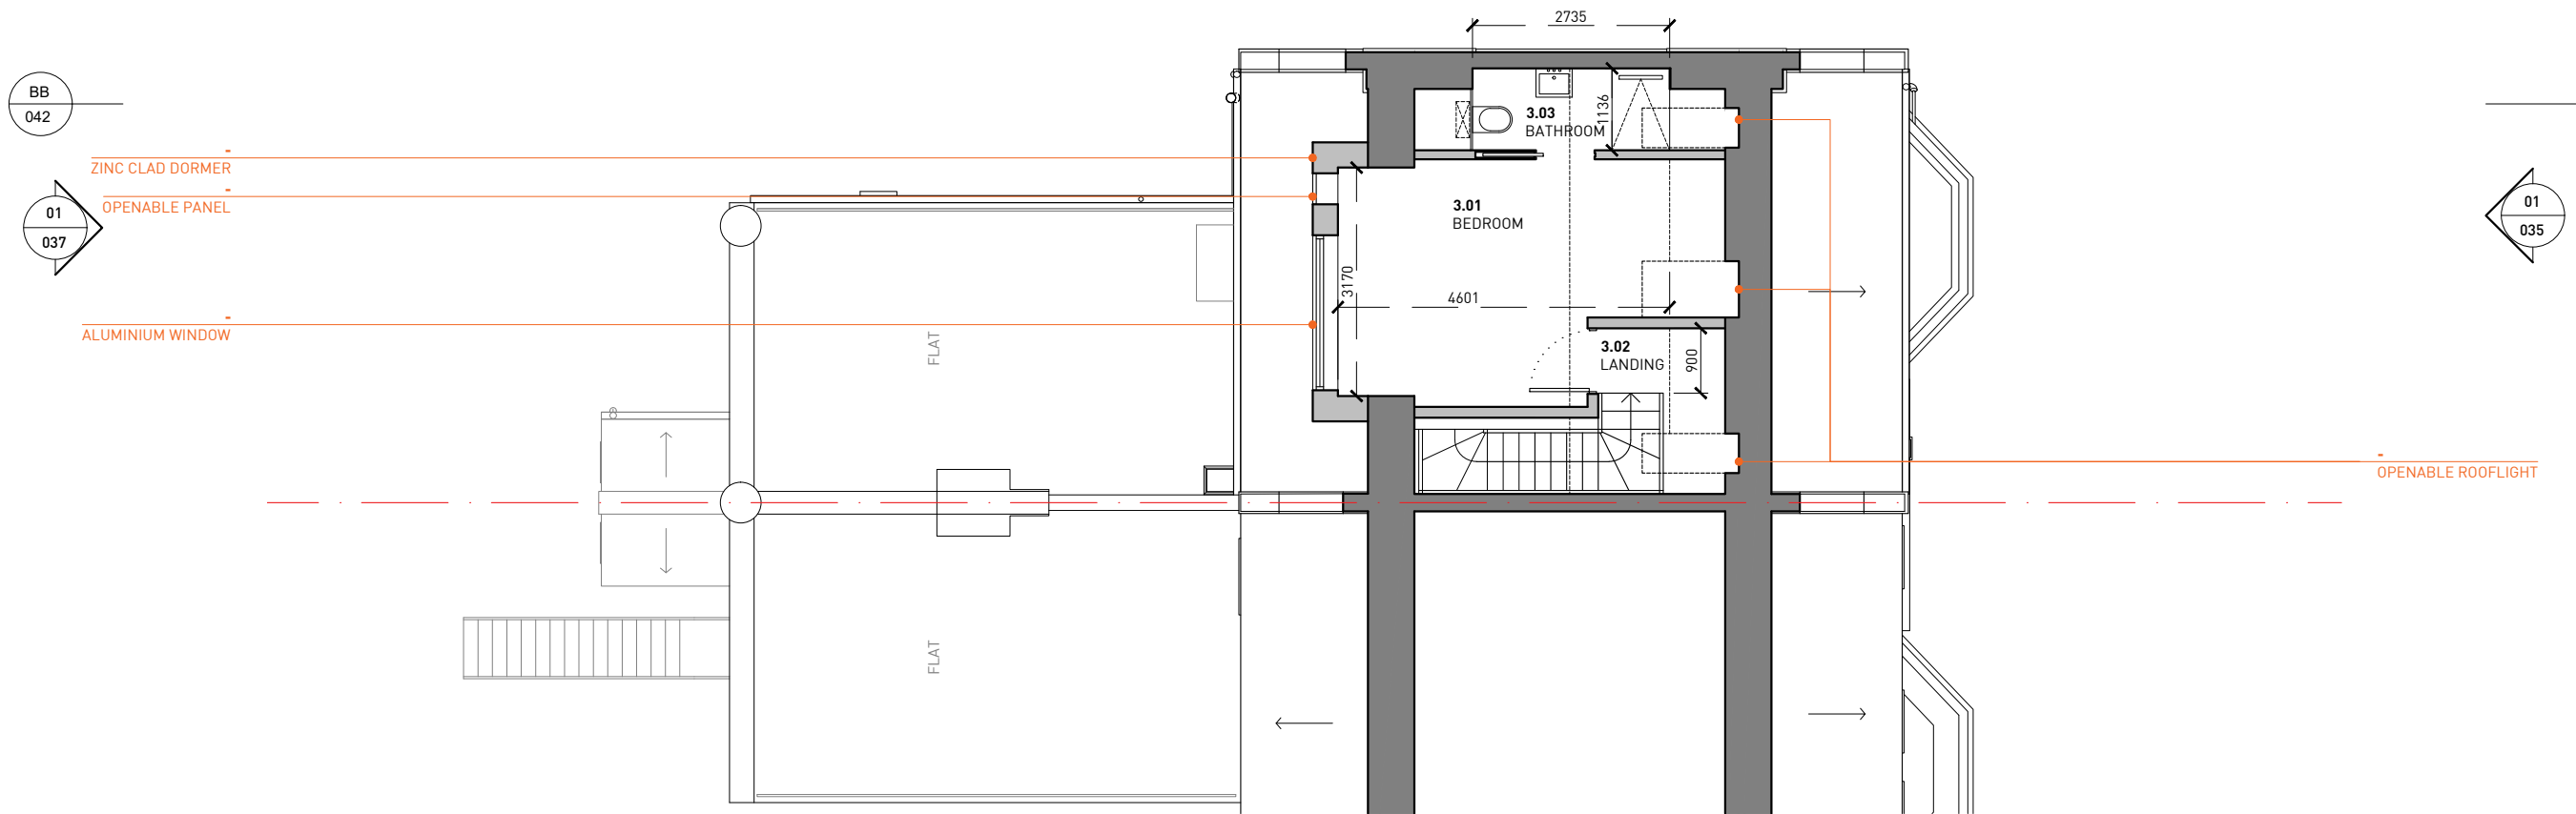 2735
BB
042
1136
3.03
BATHROOM
-
ZINC CLAD DORMER
-
OPENABLE PANEL
01
037
3.01
BEDROOM
01
035
3170
4601
-
ALUMINIUM WINDOW
FLAT
3.02
LANDING
900
-
OPENABLE ROOFLIGHT
FLAT